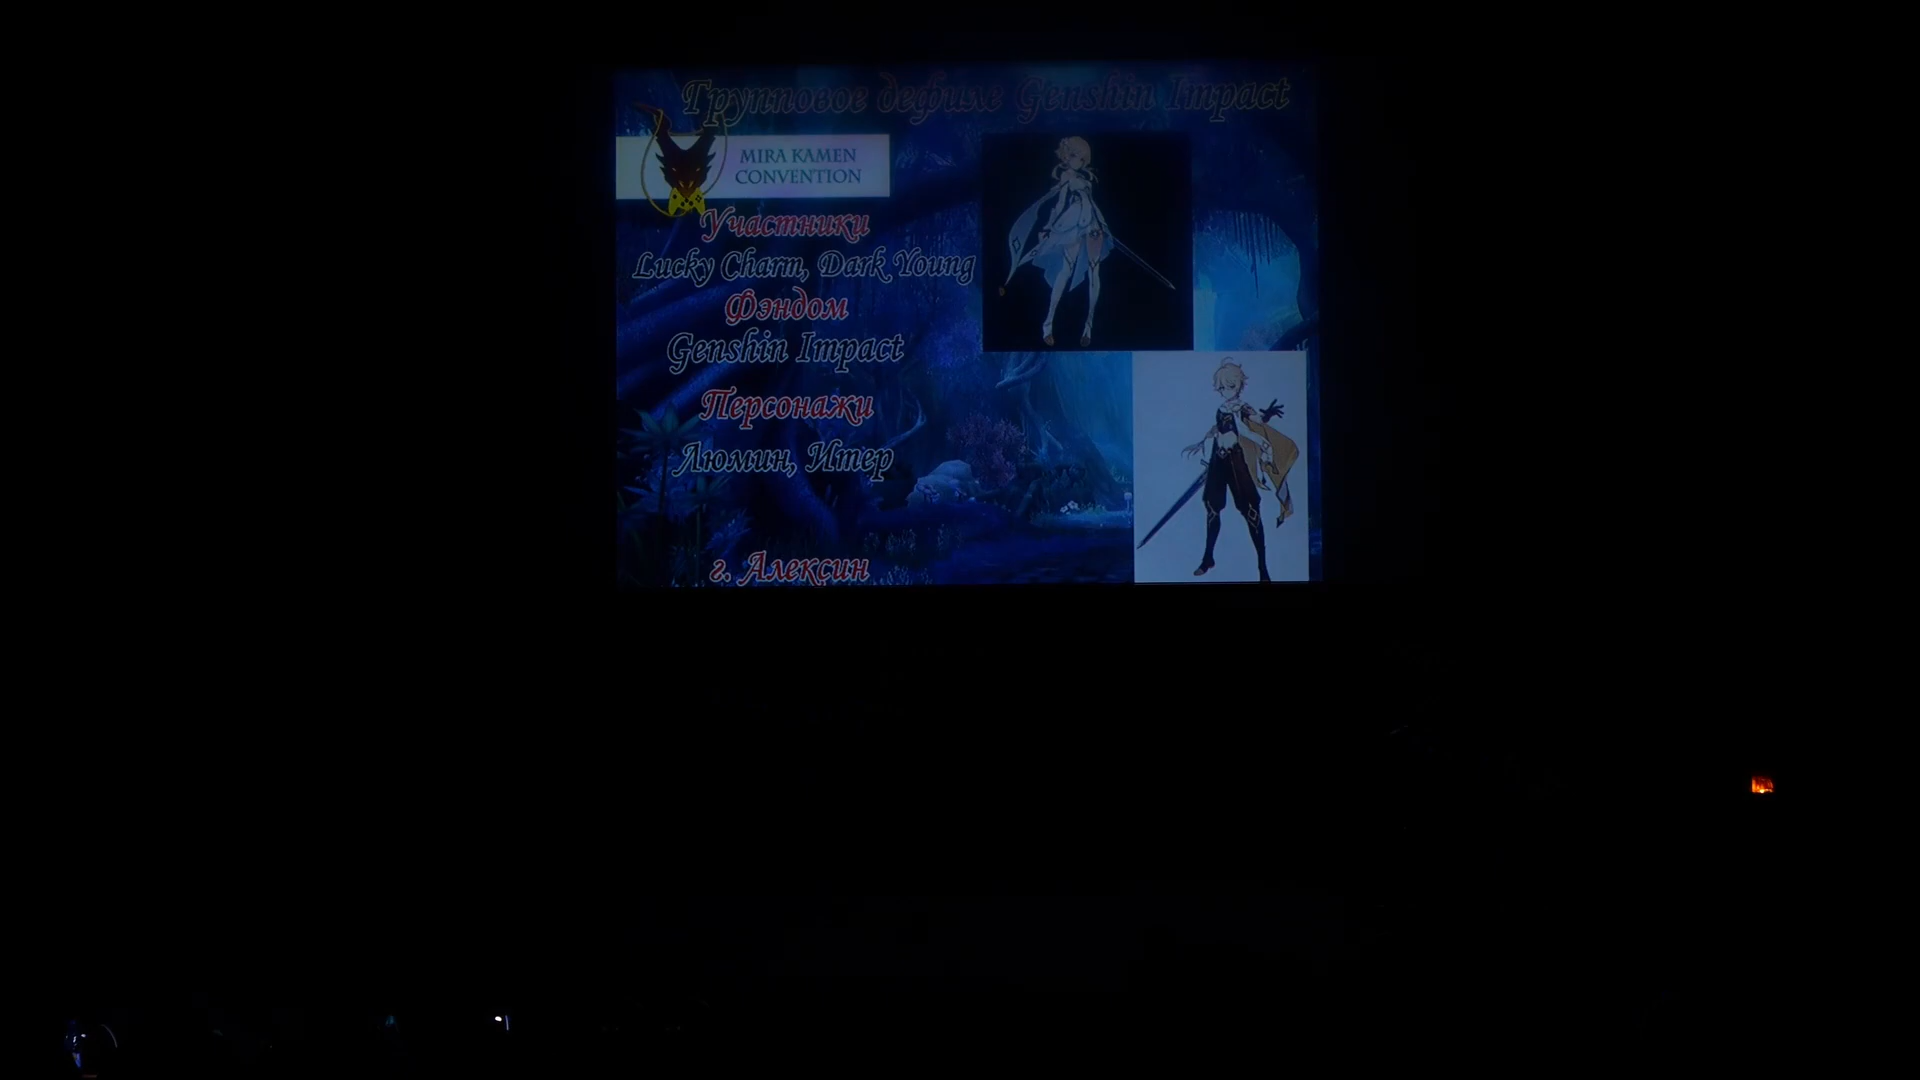 Групповое дефиле Genshin Impact
MIRA KAMEN
CONVENTION
Участники
Lucky Charm, Dark Young
Фэндом
Genshin Impact
Персонажи
Люмин, Итер
г. Алексин